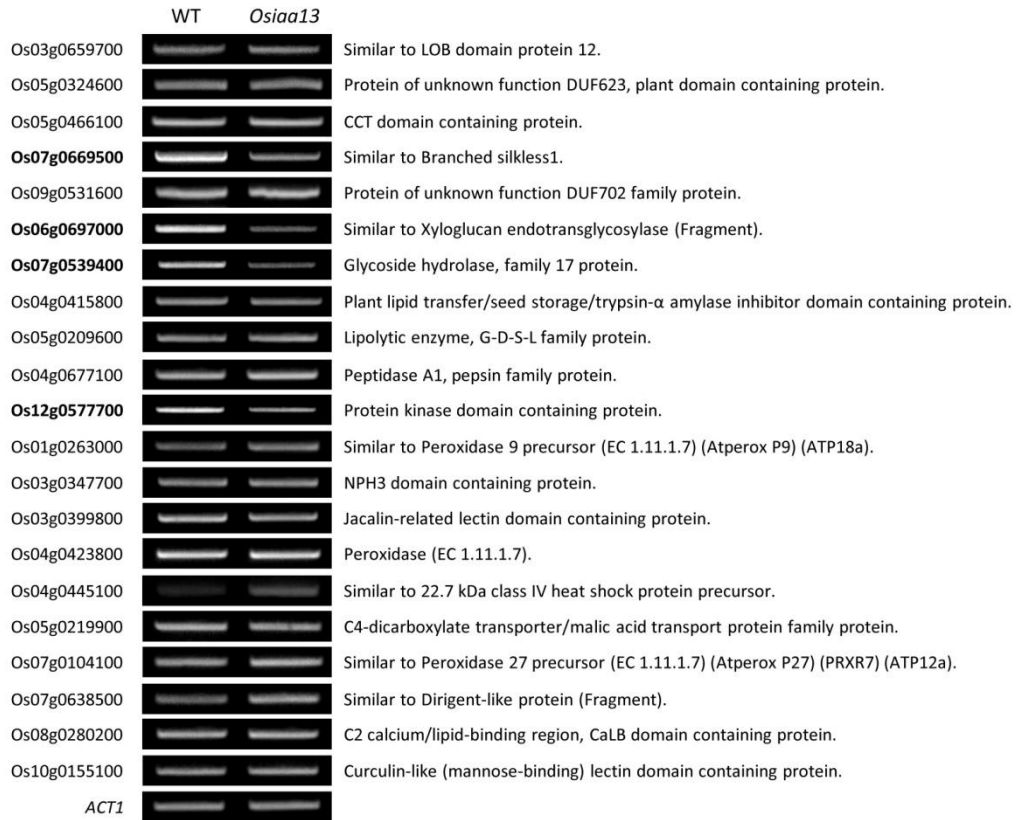 WT Osiaa13
Os03g0659700 Similar to LOB domain protein 12.
Os05g0324600 Protein of unknown function DUF623, plant domain containing protein.
Os05g0466100 CCT domain containing protein.
Os07g0669500 Similar to Branched silkless1.
Os09g0531600 Protein of unknown function DUF702 family protein.
Os06g0697000 Similar to Xyloglucan endotransglycosylase (Fragment).
Os07g0539400 Glycoside hydrolase, family 17 protein.
Os04g0415800 Plant lipid transfer/seed storage/trypsin-α amylase inhibitor domain containing protein.
Os05g0209600 Lipolytic enzyme, G-D-S-L family protein.
Os04g0677100 Peptidase A1, pepsin family protein.
Os12g0577700 Protein kinase domain containing protein.
Os01g0263000 Similar to Peroxidase 9 precursor (EC 1.11.1.7) (Atperox P9) (ATP18a).
Os03g0347700 NPH3 domain containing protein.
Os03g0399800 Jacalin-related lectin domain containing protein.
Os04g0423800 Peroxidase (EC 1.11.1.7).
Os04g0445100 Similar to 22.7 kDa class IV heat shock protein precursor.
Os05g0219900 C4-dicarboxylate transporter/malic acid transport protein family protein.
Os07g0104100 Similar to Peroxidase 27 precursor (EC 1.11.1.7) (Atperox P27) (PRXR7) (ATP12a).
Os07g0638500 Similar to Dirigent-like protein (Fragment).
Os08g0280200 C2 calcium/lipid-binding region, CaLB domain containing protein.
Os10g0155100 Curculin-like (mannose-binding) lectin domain containing protein.
ACT1